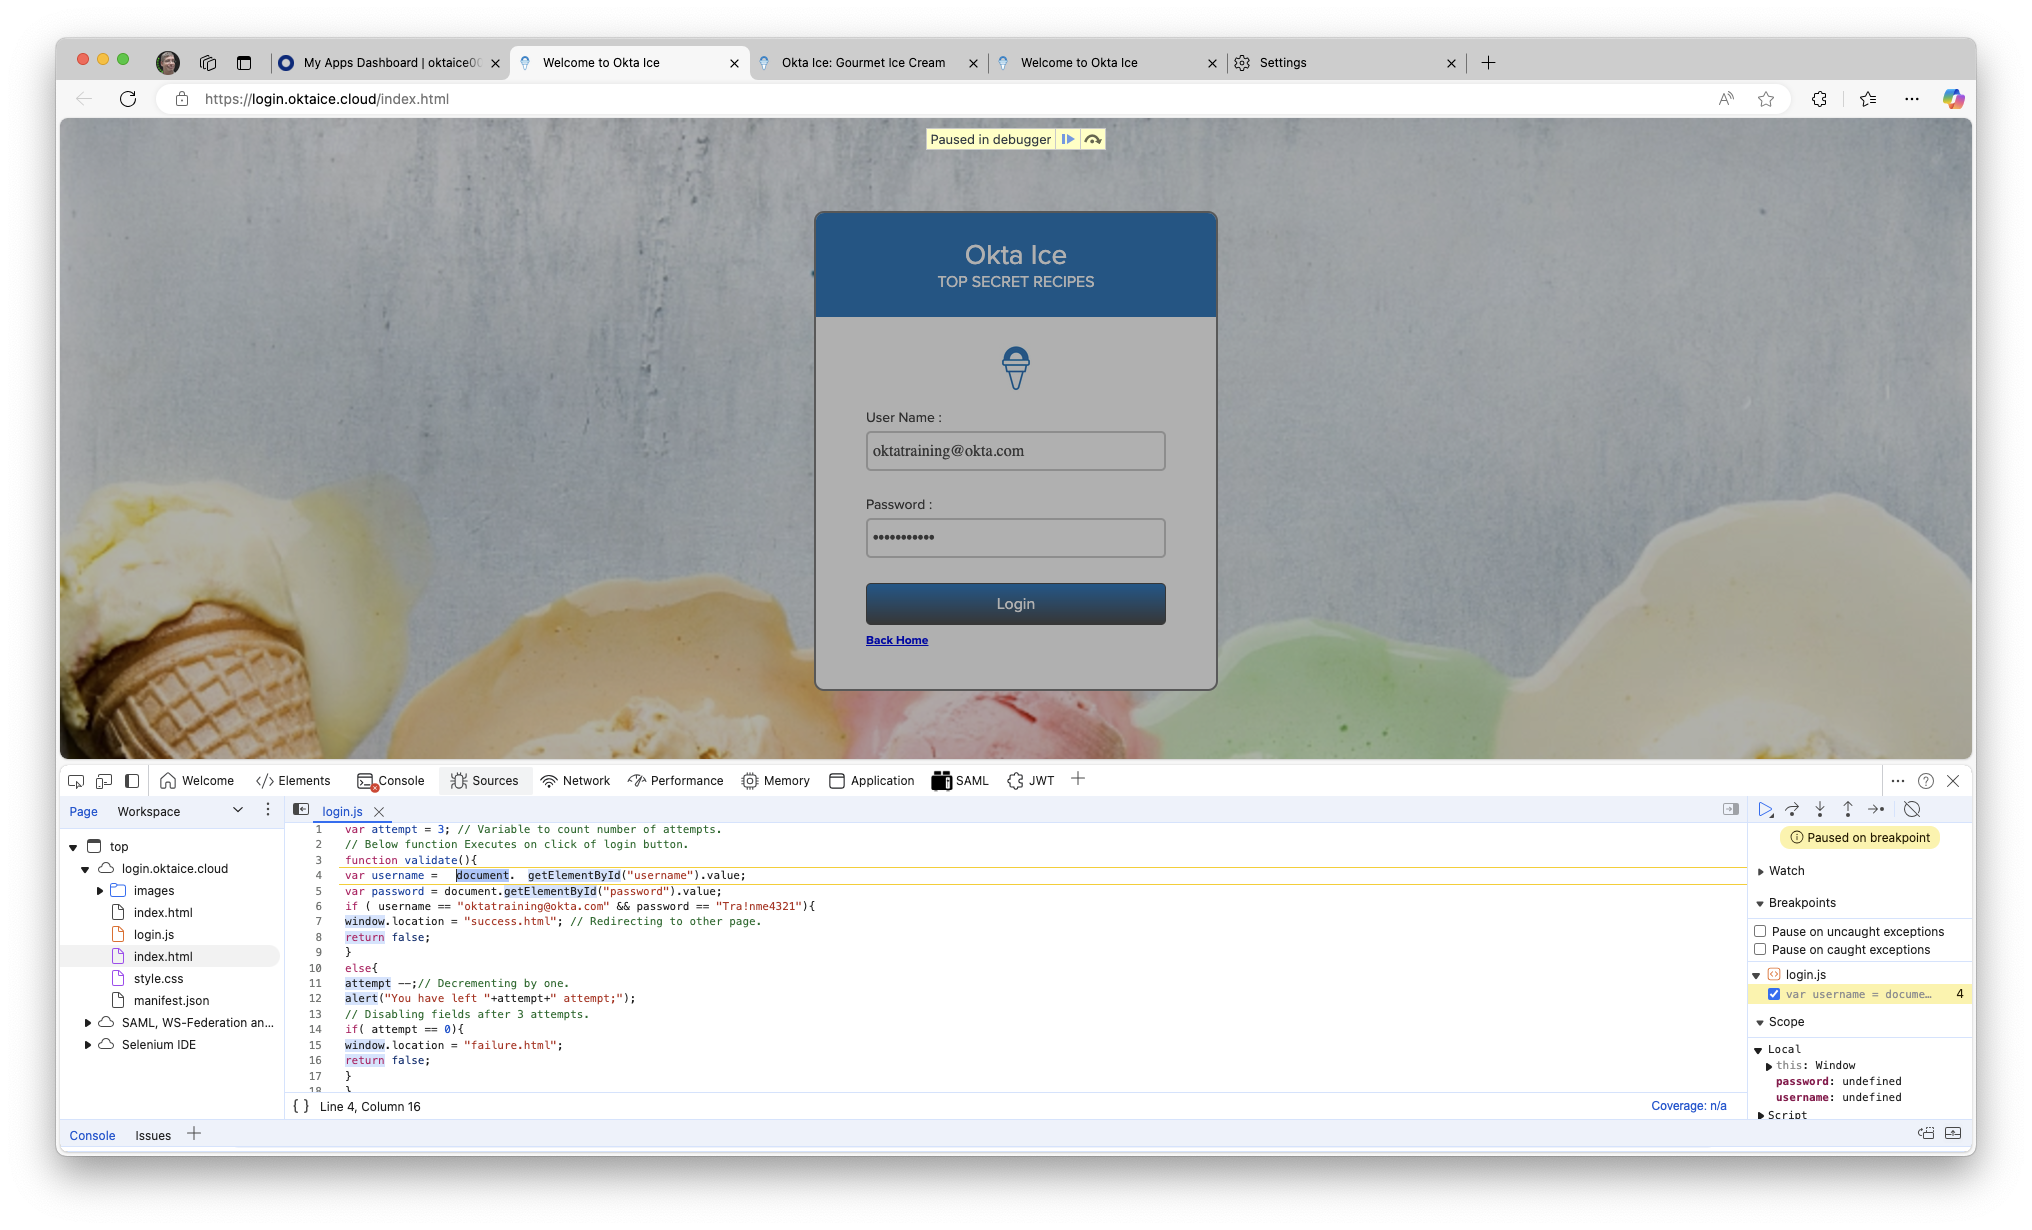 My Apps Dashboard | oktaice00
Welcome to Okta Ice
Okta Ice: Gourmet Ice Cream
Welcome to Okta Ice
Settings
https://login.oktaice.cloud/index.html
Paused in debugger
Okta Ice
TOP SECRET RECIPES
User Name :
oktatraining@okta.com
Password :
•••••••••••
Login
Back Home
Welcome
Elements
Console
Sources
Network
Performance
Memory
Application
SAML
JWT
Page
Workspace
top
login.oktaice.cloud
images
index.html
login.js
index.html
style.css
manifest.json
SAML, WS-Federation an...
Selenium IDE
login.js
1 var attempt = 3; // Variable to count number of attempts.
2 // Below function Executes on click of login button.
3 function validate(){
4 var username = document. getElementById("username").value;
5 var password = document.getElementById("password").value;
6 if ( username == "oktatraining@okta.com" && password == "Tra!nme4321"){
7 window.location = "success.html"; // Redirecting to other page.
8 return false;
9 }
10 else{
11 attempt --;// Decrementing by one.
12 alert("You have left "+attempt+" attempt;");
13 // Disabling fields after 3 attempts.
14 if( attempt == 0){
15 window.location = "failure.html";
16 return false;
17 }
18 }
{ } Line 4, Column 16
Coverage: n/a
Paused on breakpoint
Watch
Breakpoints
Pause on uncaught exceptions
Pause on caught exceptions
login.js
var username = docume… 4
Scope
Local
this: Window
password: undefined
username: undefined
Script
Console
Issues